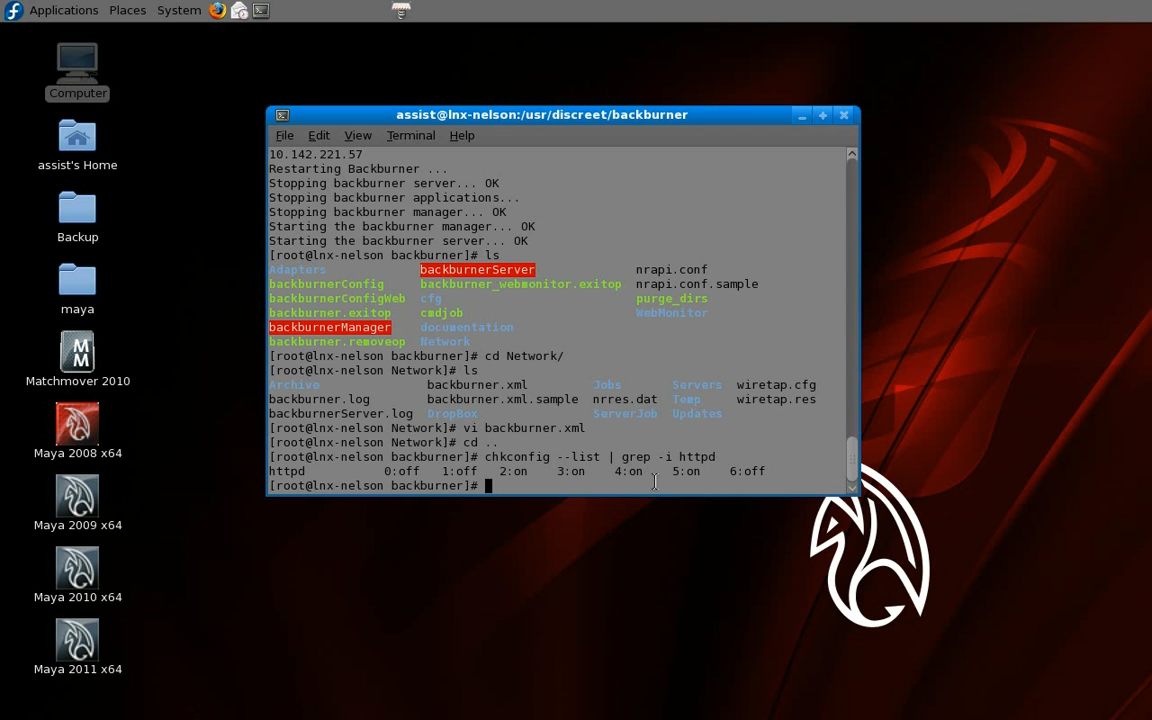 Applications Places System
Computer
assist's Home
Backup
maya
Matchmover 2010
Maya 2008 x64
Maya 2009 x64
Maya 2010 x64
Maya 2011 x64
assist@lnx-nelson:/usr/discreet/backburner
File Edit View Terminal Help
10.142.221.57
Restarting Backburner ...
Stopping backburner server... OK
Stopping backburner applications...
Stopping backburner manager... OK
Starting the backburner manager... OK
Starting the backburner server... OK
[root@lnx-nelson backburner]# ls
Adapters backburnerServer nrapi.conf
backburnerConfig backburner_webmonitor.exitop nrapi.conf.sample
backburnerConfigWeb cfg purge_dirs
backburner.exitop cmdjob WebMonitor
backburnerManager documentation
backburner.removeop Network
[root@lnx-nelson backburner]# cd Network/
[root@lnx-nelson Network]# ls
Archive backburner.xml Jobs Servers wiretap.cfg
backburner.log backburner.xml.sample nrres.dat Temp wiretap.res
backburnerServer.log DropBox ServerJob Updates
[root@lnx-nelson Network]# vi backburner.xml
[root@lnx-nelson Network]# cd ..
[root@lnx-nelson backburner]# chkconfig --list | grep -i httpd
httpd 0:off 1:off 2:on 3:on 4:on 5:on 6:off
[root@lnx-nelson backburner]#